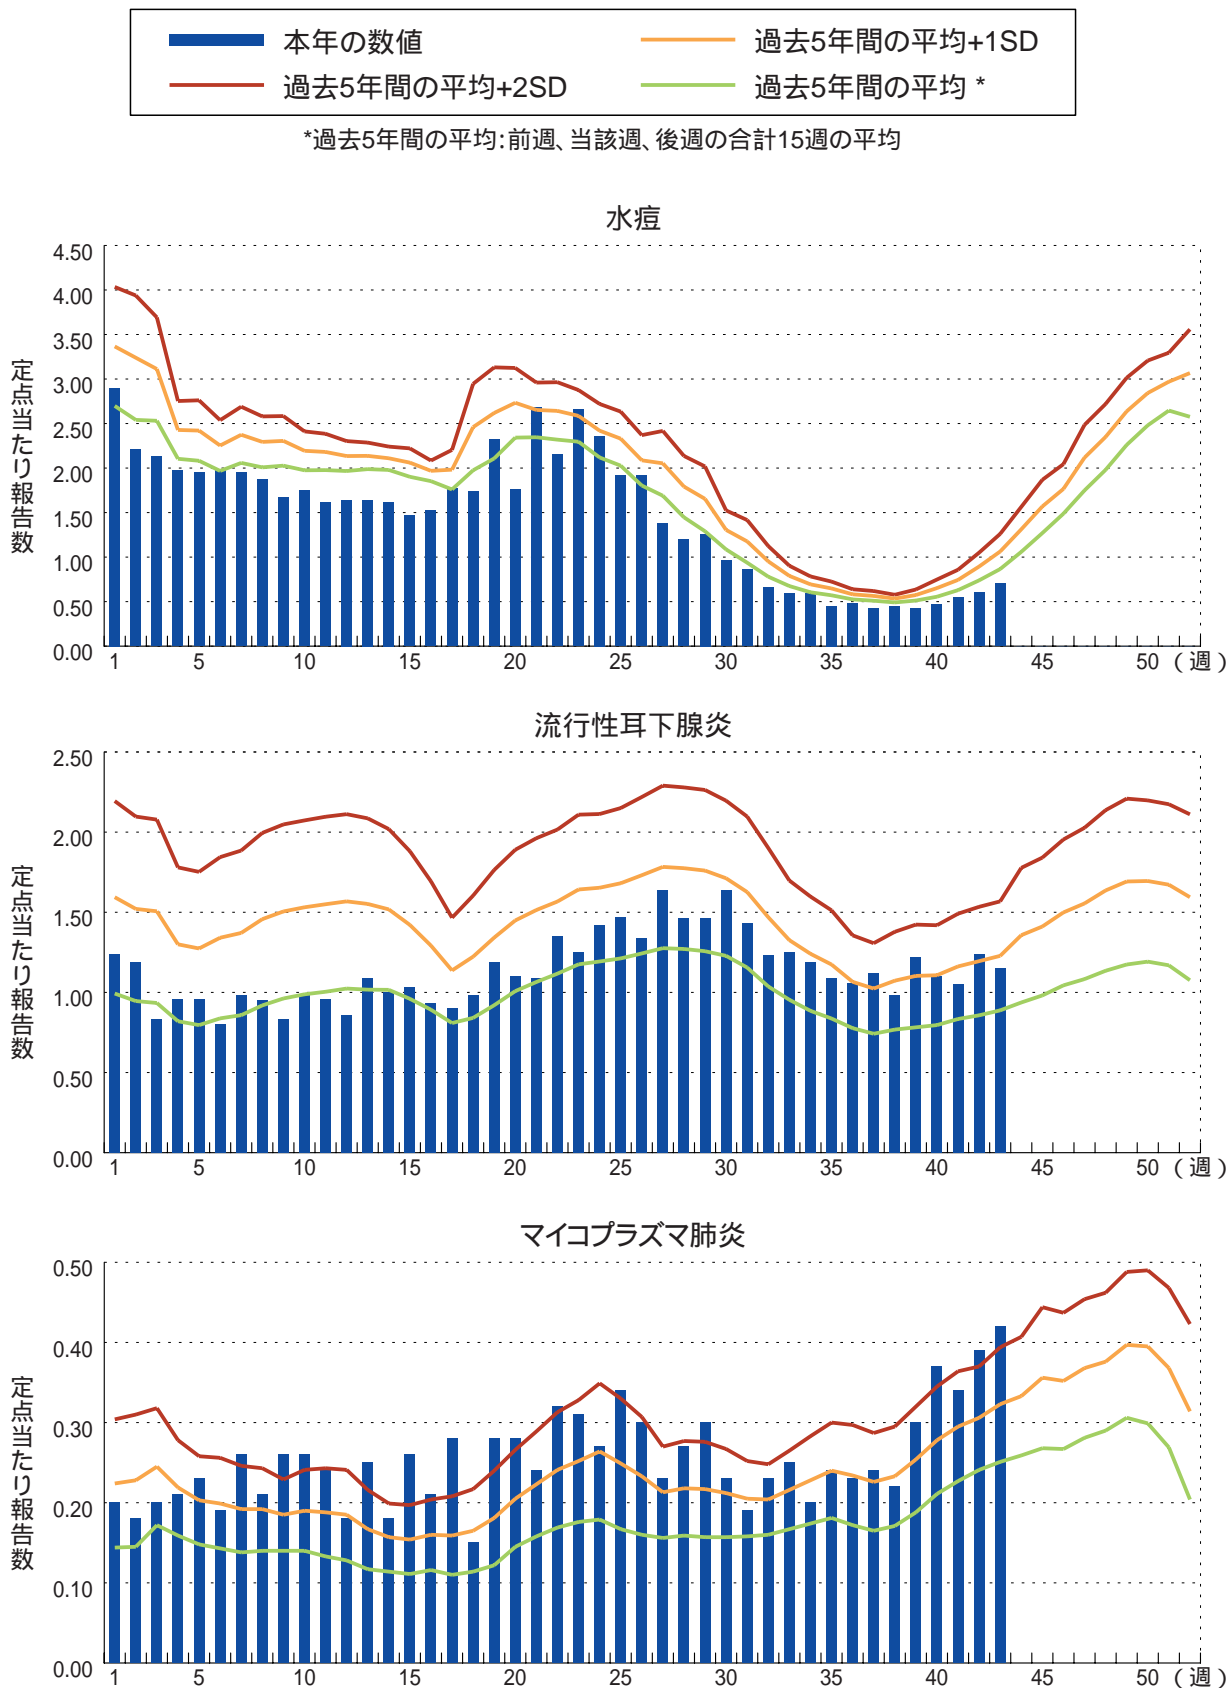 本年の数値
過去5年間の平均+1SD
過去5年間の平均+2SD
過去5年間の平均 *
*過去5年間の平均:前週、当該週、後週の合計15週の平均
水痘
定点当たり報告数
4.50
4.00
3.50
3.00
2.50
2.00
1.50
1.00
0.50
0.00
1 5 10 15 20 25 30 35 40 45 50 (週)
流行性耳下腺炎
定点当たり報告数
2.50
2.00
1.50
1.00
0.50
0.00
1 5 10 15 20 25 30 35 40 45 50 (週)
マイコプラズマ肺炎
定点当たり報告数
0.50
0.40
0.30
0.20
0.10
0.00
1 5 10 15 20 25 30 35 40 45 50 (週)